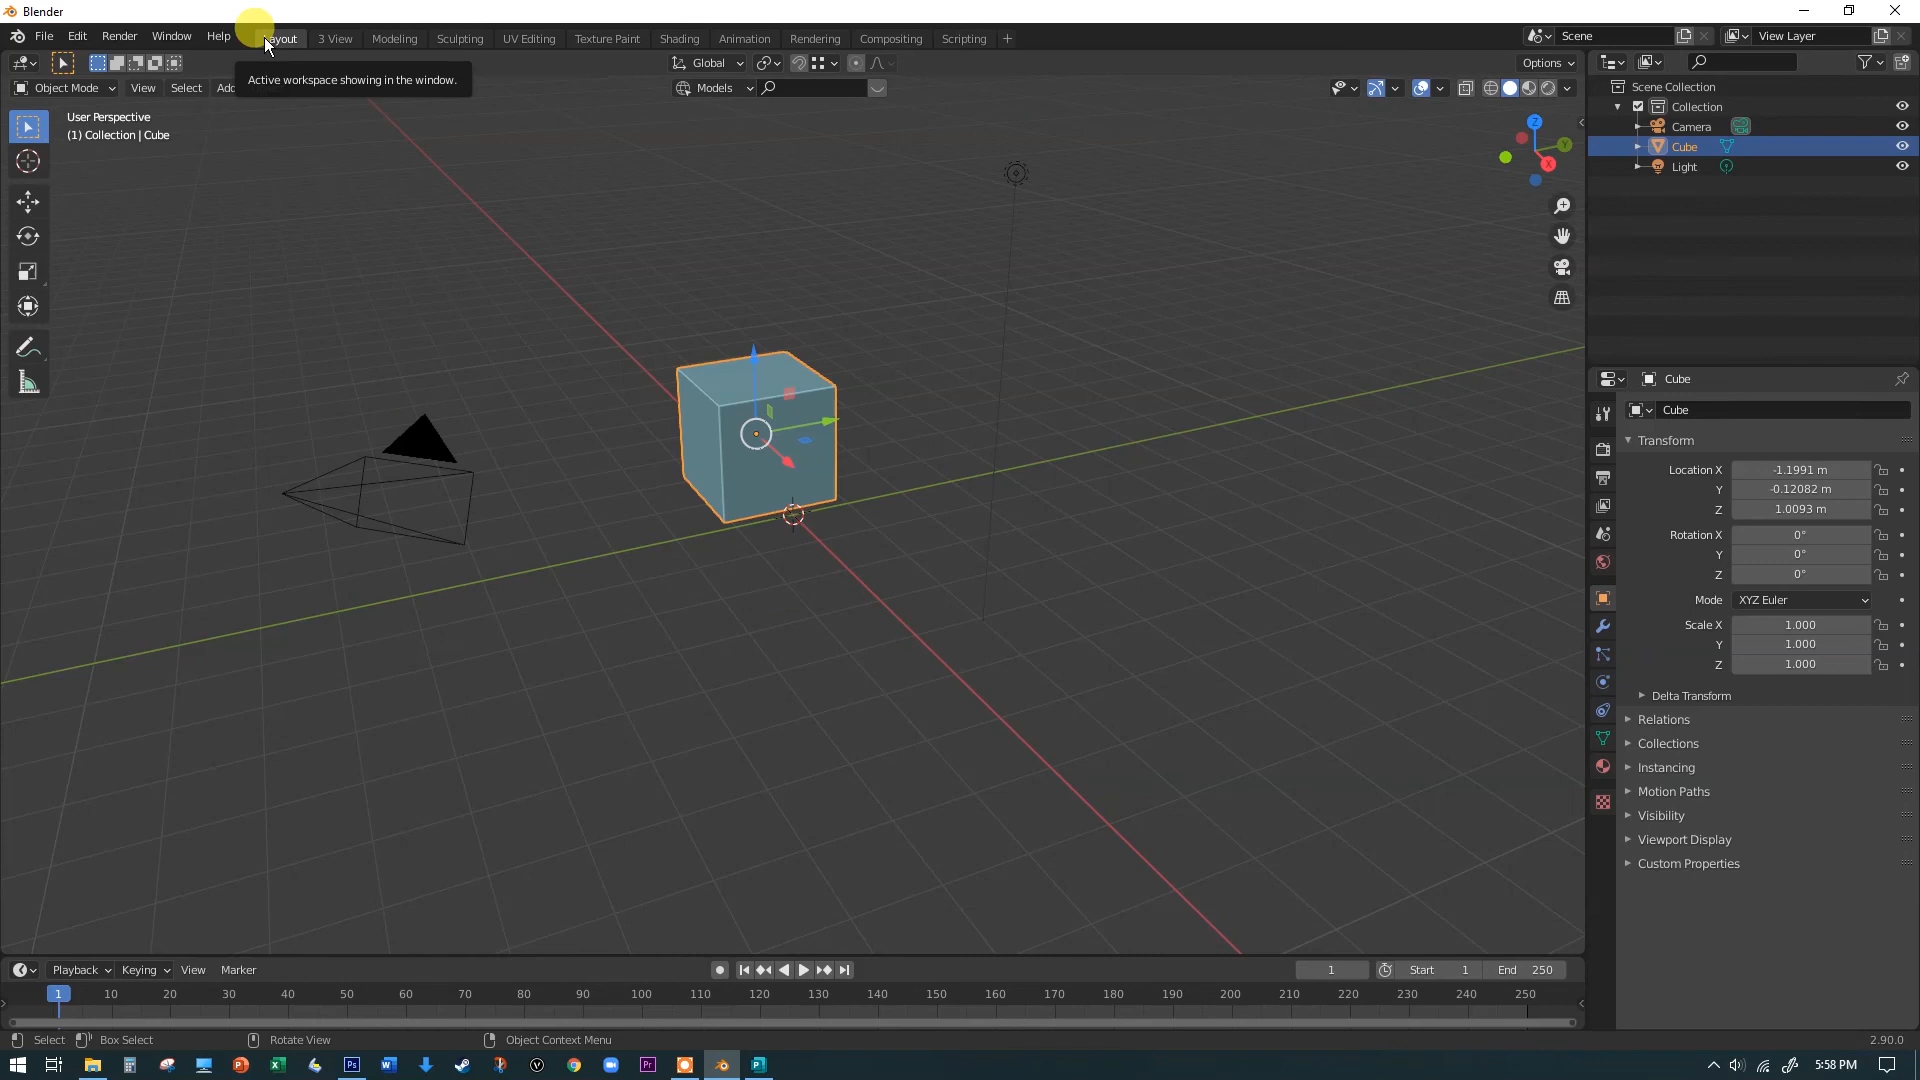 Blender
File Edit Render Window Help Layout 3 View Modeling Sculpting UV Editing Texture Paint Shading Animation Rendering Compositing Scripting + Scene View Layer
Global Options
Active workspace showing in the window.
Object Mode View Select Add Models
User Perspective
(1) Collection | Cube
Z
Y
X
Scene Collection
Collection
Camera
Cube
Light
Cube
Cube
Transform
Location X -1.1991 m
Y -0.12082 m
Z 1.0093 m
Rotation X 0°
Y 0°
Z 0°
Mode XYZ Euler
Scale X 1.000
Y 1.000
Z 1.000
Delta Transform
Relations
Collections
Instancing
Motion Paths
Visibility
Viewport Display
Custom Properties
Playback Keying View Marker 1 Start 1 End 250
1 10 20 30 40 50 60 70 80 90 100 110 120 130 140 150 160 170 180 190 200 210 220 230 240 250
Select Box Select Rotate View Object Context Menu 2.90.0
Ps Pr 5:58 PM